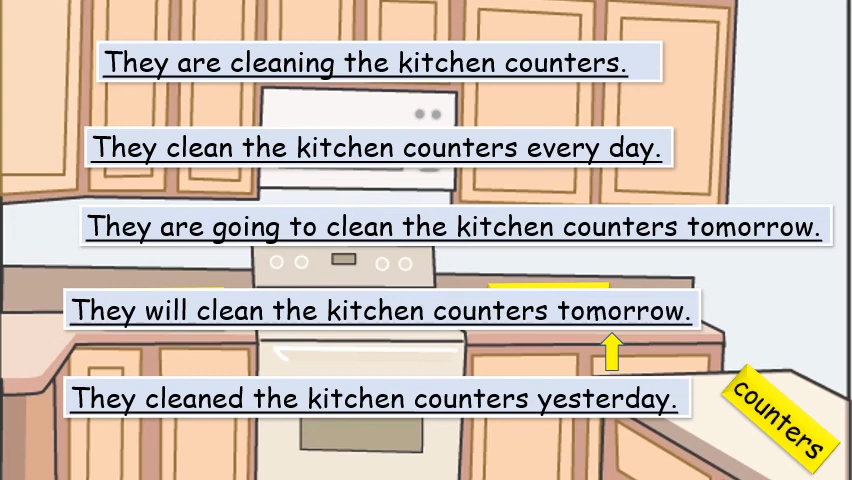 They are cleaning the kitchen counters.
They clean the kitchen counters every day.
They are going to clean the kitchen counters tomorrow.
They will clean the kitchen counters tomorrow.
They cleaned the kitchen counters yesterday.
counters